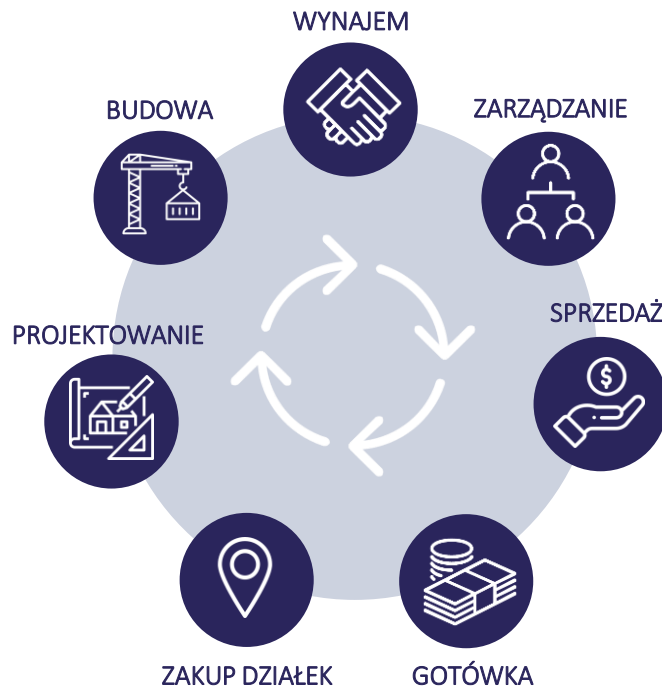 WYNAJEM
BUDOWA
ZARZĄDZANIE
SPRZEDAŻ
PROJEKTOWANIE
$
ZAKUP DZIAŁEK
GOTÓWKA